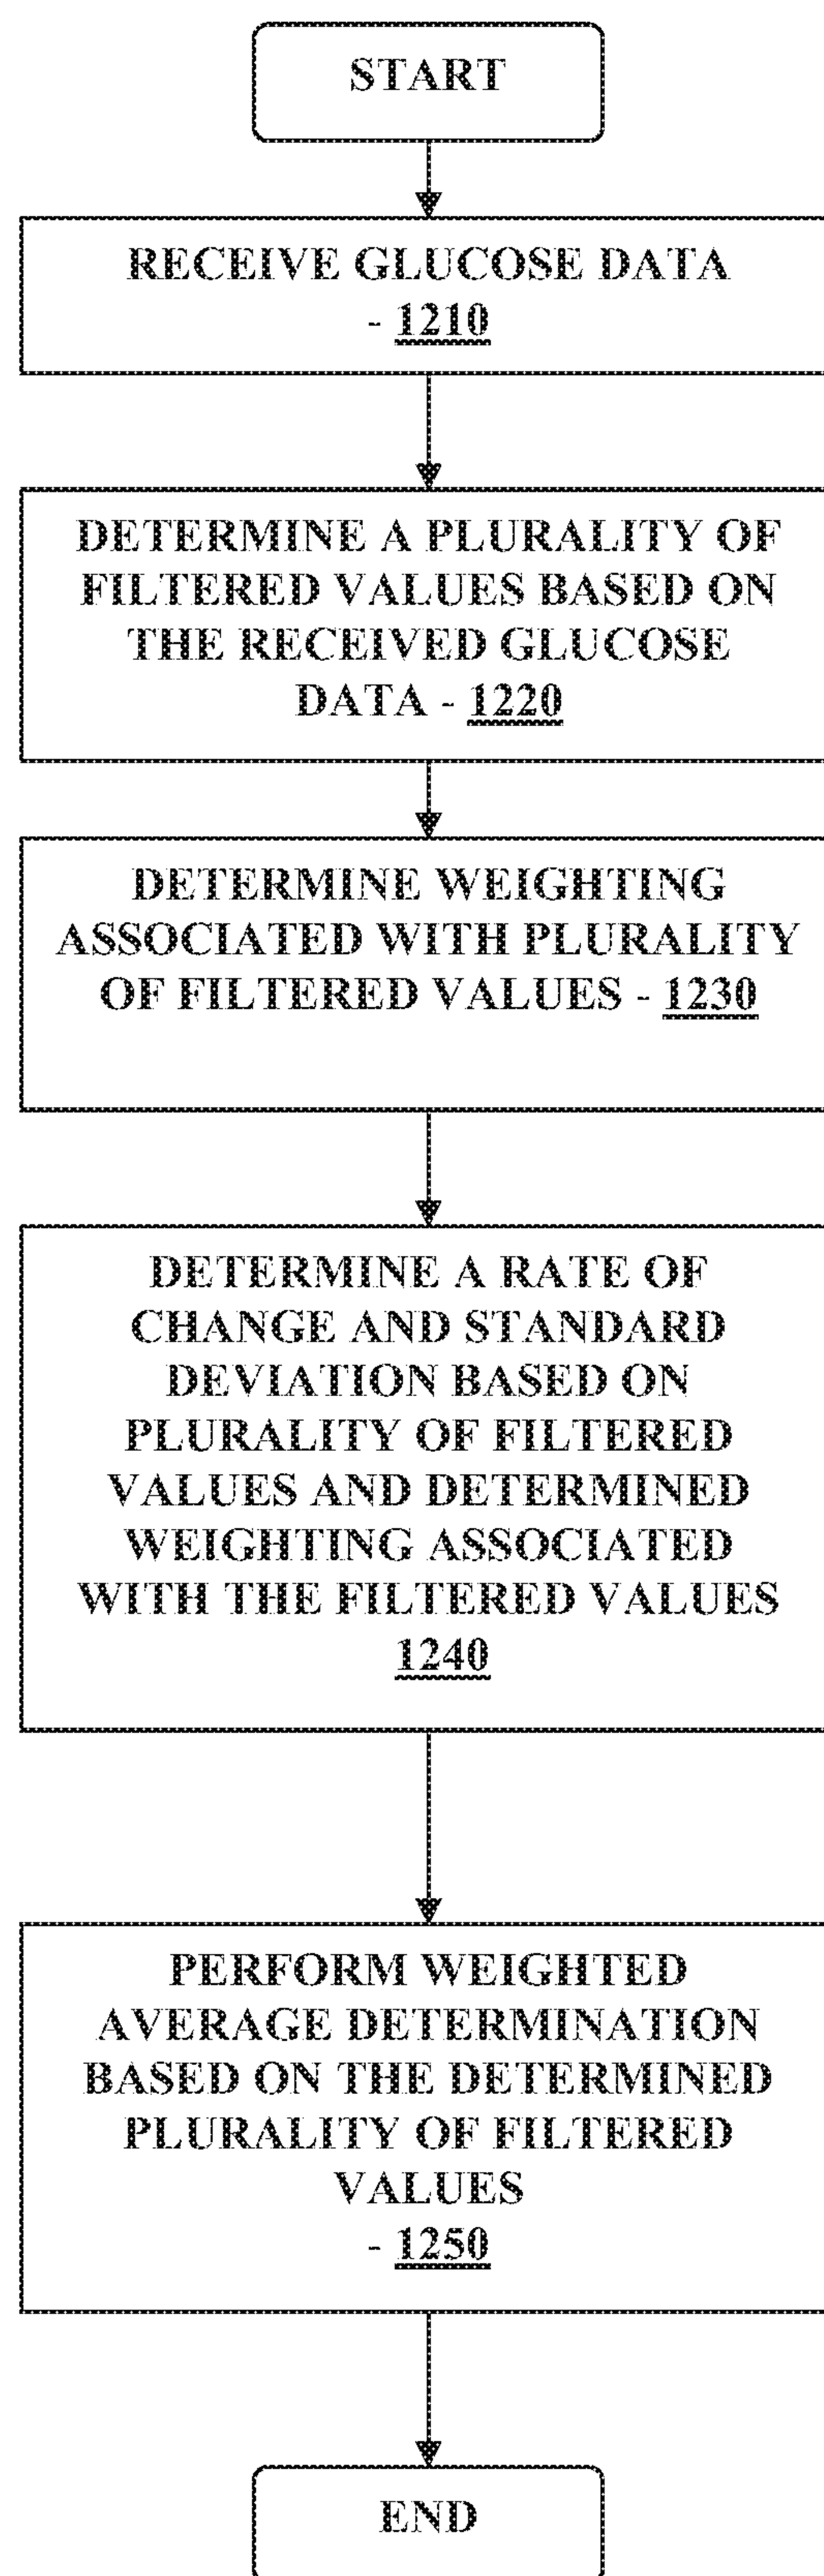 START
RECEIVE GLUCOSE DATA
- 1210
DETERMINE A PLURALITY OF
FILTERED VALUES BASED ON
THE RECEIVED GLUCOSE
DATA - 1220
DETERMINE WEIGHTING
ASSOCIATED WITH PLURALITY
OF FILTERED VALUES - 1230
DETERMINE A RATE OF
CHANGE AND STANDARD
DEVIATION BASED ON
PLURALITY OF FILTERED
VALUES AND DETERMINED
WEIGHTING ASSOCIATED
WITH THE FILTERED VALUES
1240
PERFORM WEIGHTED
AVERAGE DETERMINATION
BASED ON THE DETERMINED
PLURALITY OF FILTERED
VALUES
- 1250
END